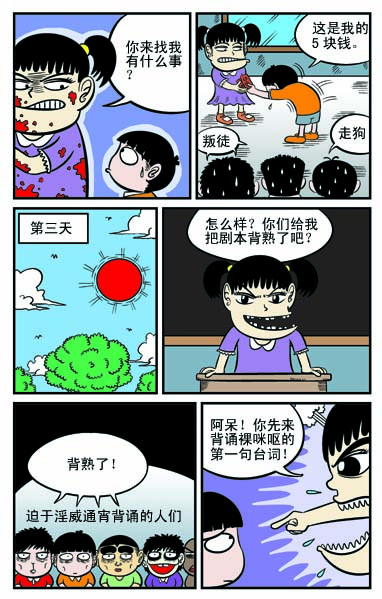 你来找我
有什么事
?
这是我的
5块钱。
叛徒
走狗
第三天
怎么样?你们给我
把剧本背熟了吧?
背熟了!
迫于淫威通宵背诵的人们
阿呆!你先来
背诵裸咪呕的
第一句台词!